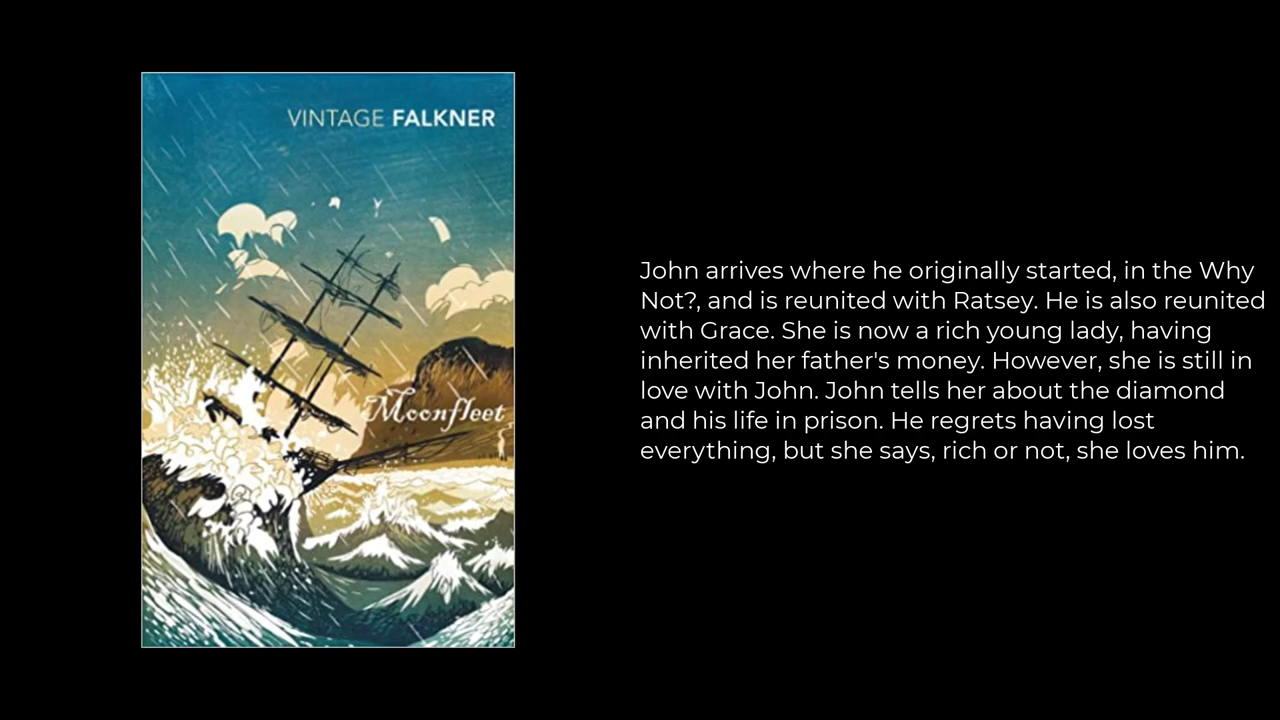 VINTAGE FALKNER
Moonfleet
John arrives where he originally started, in the Why
Not?, and is reunited with Ratsey. He is also reunited
with Grace. She is now a rich young lady, having
inherited her father's money. However, she is still in
love with John. John tells her about the diamond
and his life in prison. He regrets having lost
everything, but she says, rich or not, she loves him.